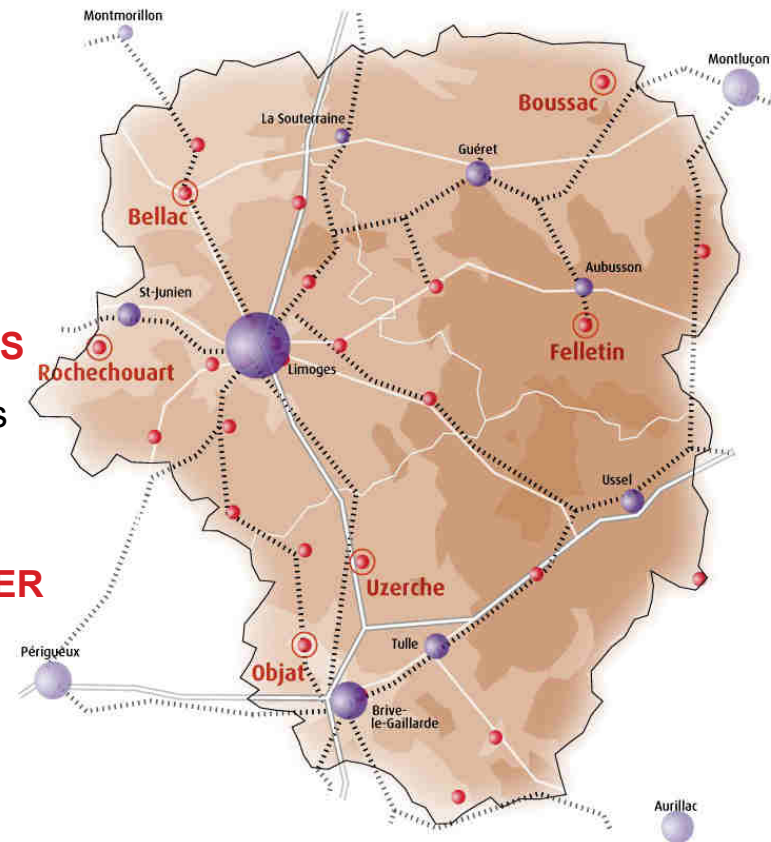 Montmorillon
Montluçon
Boussac
La Souterraine
Guéret
Bellac
Aubusson
St-Junien
S
Felletin
Rochechouart
Limoges
s
Ussel
ER
Uzerche
Tulle
Périgueux
Objat
Brive-
le-Gaillarde
Aurillac